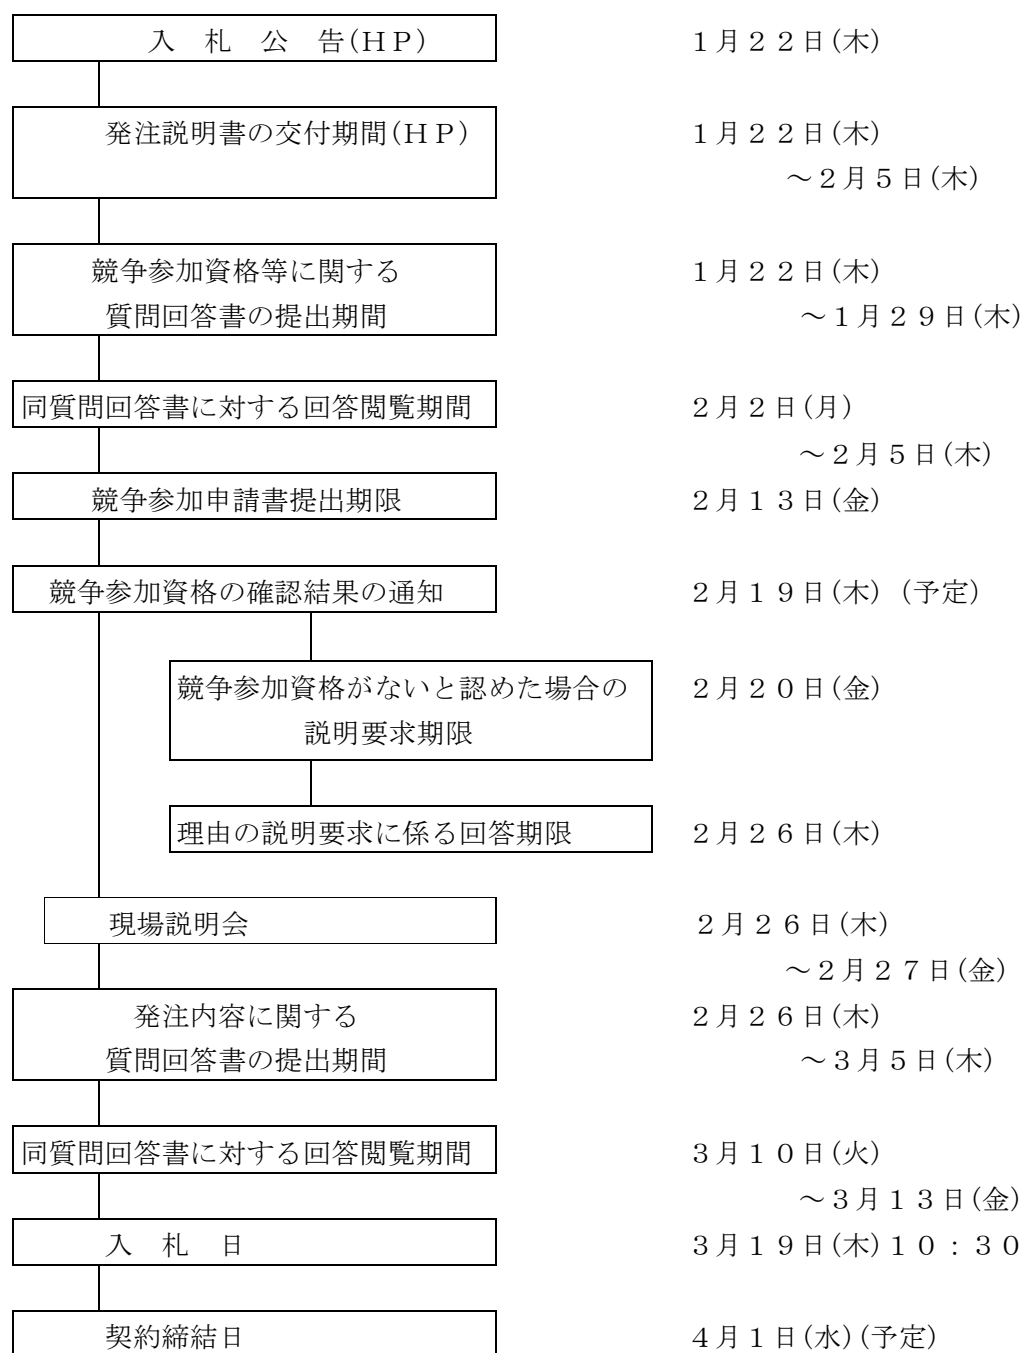 入　札　公　告(ＨＰ)　１月２２日(木)
発注説明書の交付期間(ＨＰ)　１月２２日(木)
～２月５日(木)
競争参加資格等に関する　１月２２日(木)
質問回答書の提出期間　～１月２９日(木)
同質問回答書に対する回答閲覧期間　２月２日(月)
～２月５日(木)
競争参加申請書提出期限　２月１３日(金)
競争参加資格の確認結果の通知　２月１９日(木)（予定）
競争参加資格がないと認めた場合の　２月２０日(金)
説明要求期限
理由の説明要求に係る回答期限　２月２６日(木)
現場説明会　２月２６日(木)
～２月２７日(金)
発注内容に関する　２月２６日(木)
質問回答書の提出期間　～３月５日(木)
同質問回答書に対する回答閲覧期間　３月１０日(火)
～３月１３日(金)
入　札　日　３月１９日(木)１０：３０
契約締結日　４月１日(水)(予定)